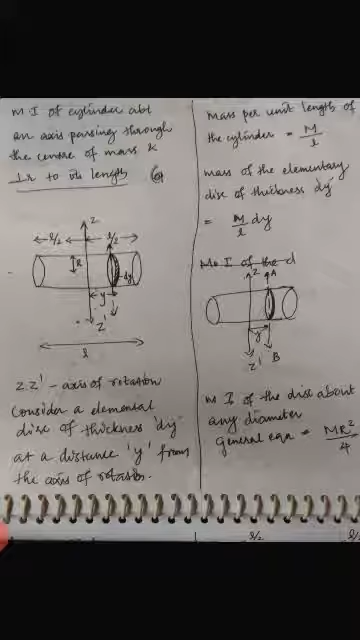 M I of cylinder abt
an axis passing through
the centre of mass &
⊥r to its length
Z
l/2
l/2
R
y
dy
Z'
l
ZZ' - axis of rotation
Consider a elemental
disc of thickness 'dy'
at a distance 'y' from
the axis of rotation.
Mass per unit length of
the cylinder = M/l
mass of the elementary
disc of thickness dy
= M/l dy
M I of the d
Z
A
y
Z'
B
M I of the disc about
any diameter
general eqn = MR²/4
l/2